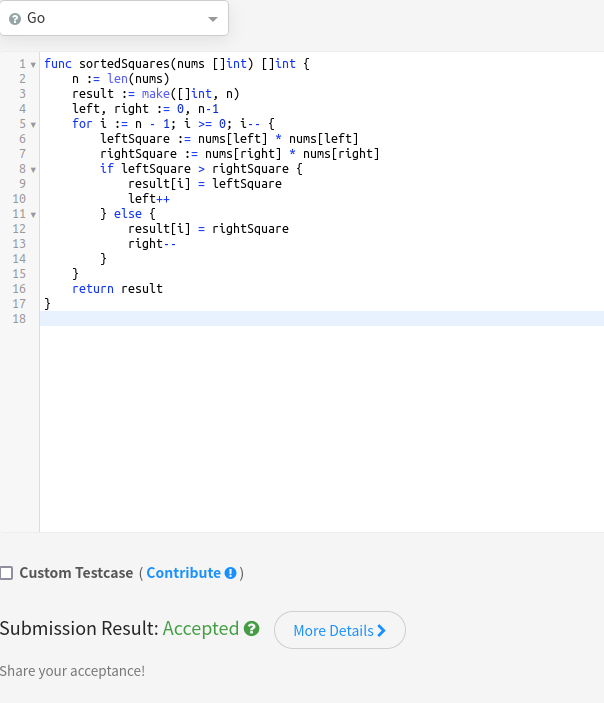 Go
1 func sortedSquares(nums []int) []int {
2     n := len(nums)
3     result := make([]int, n)
4     left, right := 0, n-1
5     for i := n - 1; i >= 0; i-- {
6         leftSquare := nums[left] * nums[left]
7         rightSquare := nums[right] * nums[right]
8         if leftSquare > rightSquare {
9             result[i] = leftSquare
10             left++
11         } else {
12             result[i] = rightSquare
13             right--
14         }
15     }
16     return result
17 }
18
Custom Testcase ( Contribute )
Submission Result: Accepted More Details
Share your acceptance!